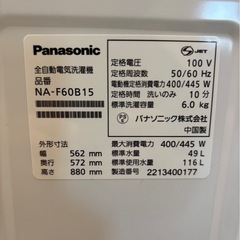 Panasonic
全自動電気洗濯機
品番
NA-F60B15
外形寸法
幅 562 mm
奥行 572 mm
高さ 880 mm
JET
定格電圧 100 V
定格周波数 50/60 Hz
電動機定格消費電力 400/445 W
定格時間 洗いのみ 10 分
定格洗濯・脱水容量 6.0 kg
パナソニック株式会社
中国製
最大消費電力 400/445 W
標準水量 49 L
標準使用水量 116 L
製造番号 2213400177